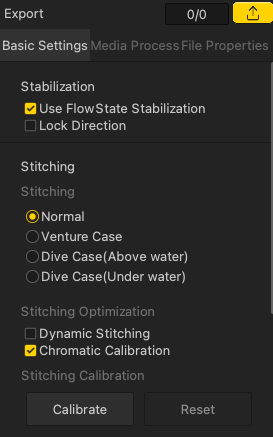 Export 0/0
Basic Settings Media Process File Properties
Stabilization
Use FlowState Stabilization
Lock Direction
Stitching
Stitching
Normal
Venture Case
Dive Case(Above water)
Dive Case(Under water)
Stitching Optimization
Dynamic Stitching
Chromatic Calibration
Stitching Calibration
Calibrate Reset